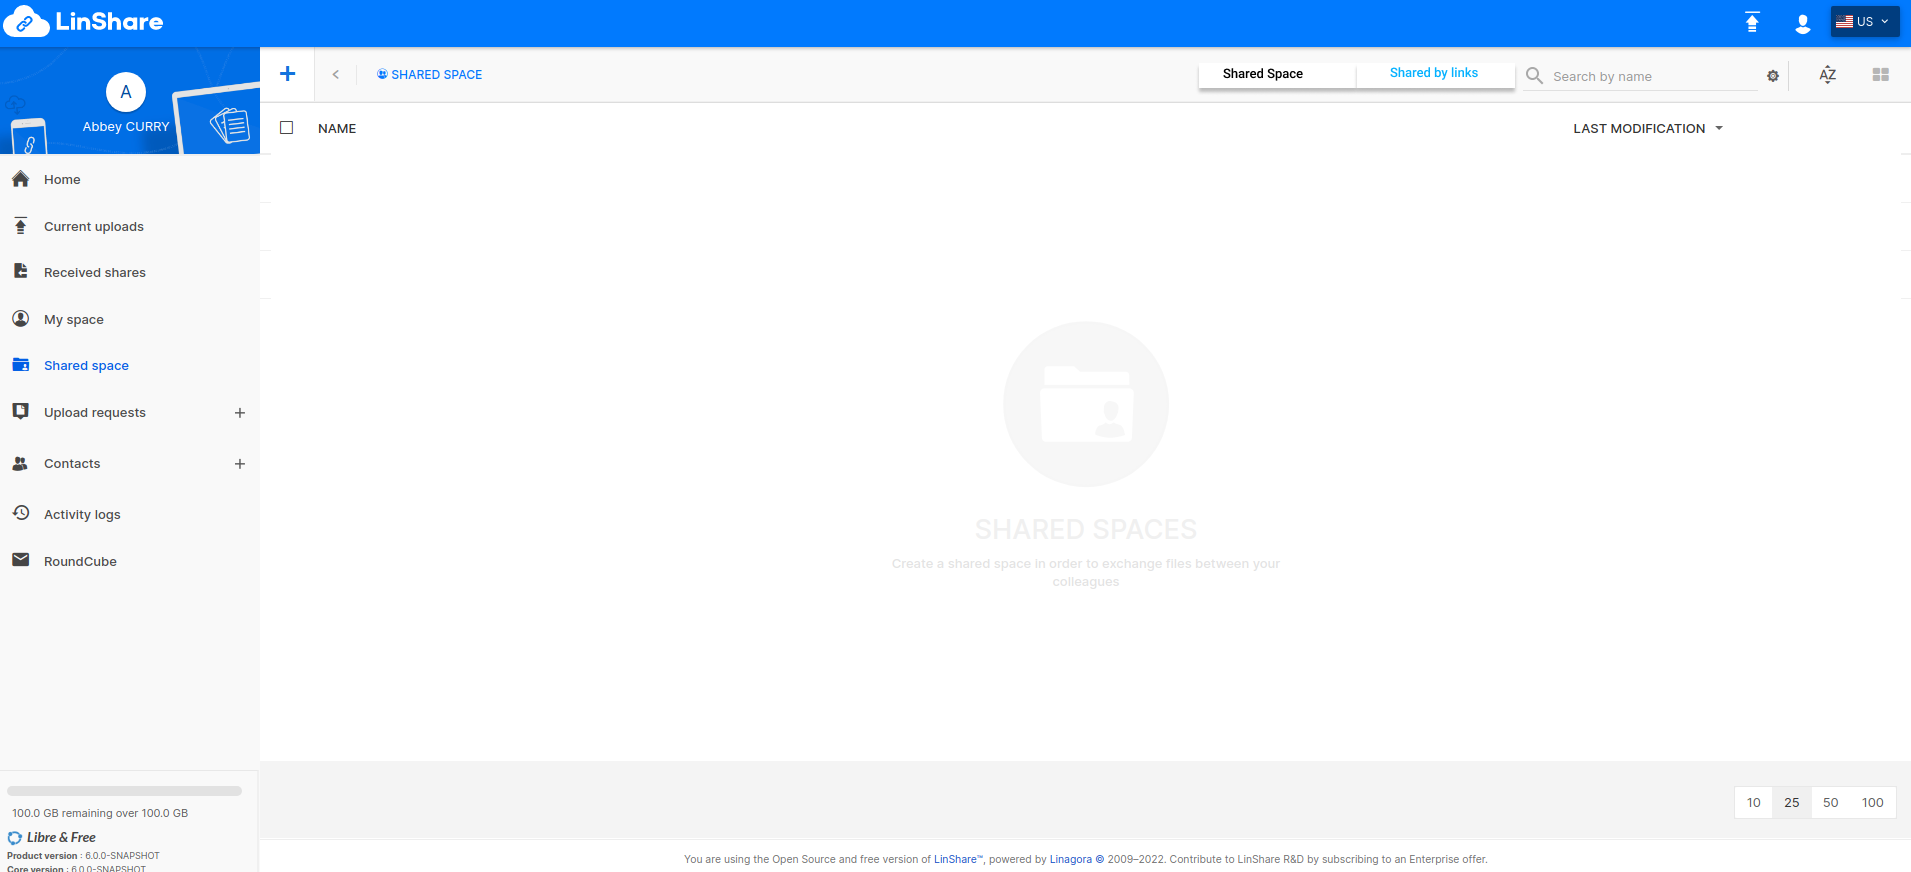 LinShare
US
A
Abbey CURRY
SHARED SPACE
Shared Space
Shared by links
Search by name
AZ
NAME
LAST MODIFICATION
Home
Current uploads
Received shares
My space
Shared space
Upload requests
Contacts
Activity logs
RoundCube
SHARED SPACES
Create a shared space in order to exchange files between your
colleagues
100.0 GB remaining over 100.0 GB
Libre & Free
Product version : 6.0.0-SNAPSHOT
Core version : 6.0.0-SNAPSHOT
10 25 50 100
You are using the Open Source and free version of LinShare™, powered by Linagora © 2009–2022. Contribute to LinShare R&D by subscribing to an Enterprise offer.